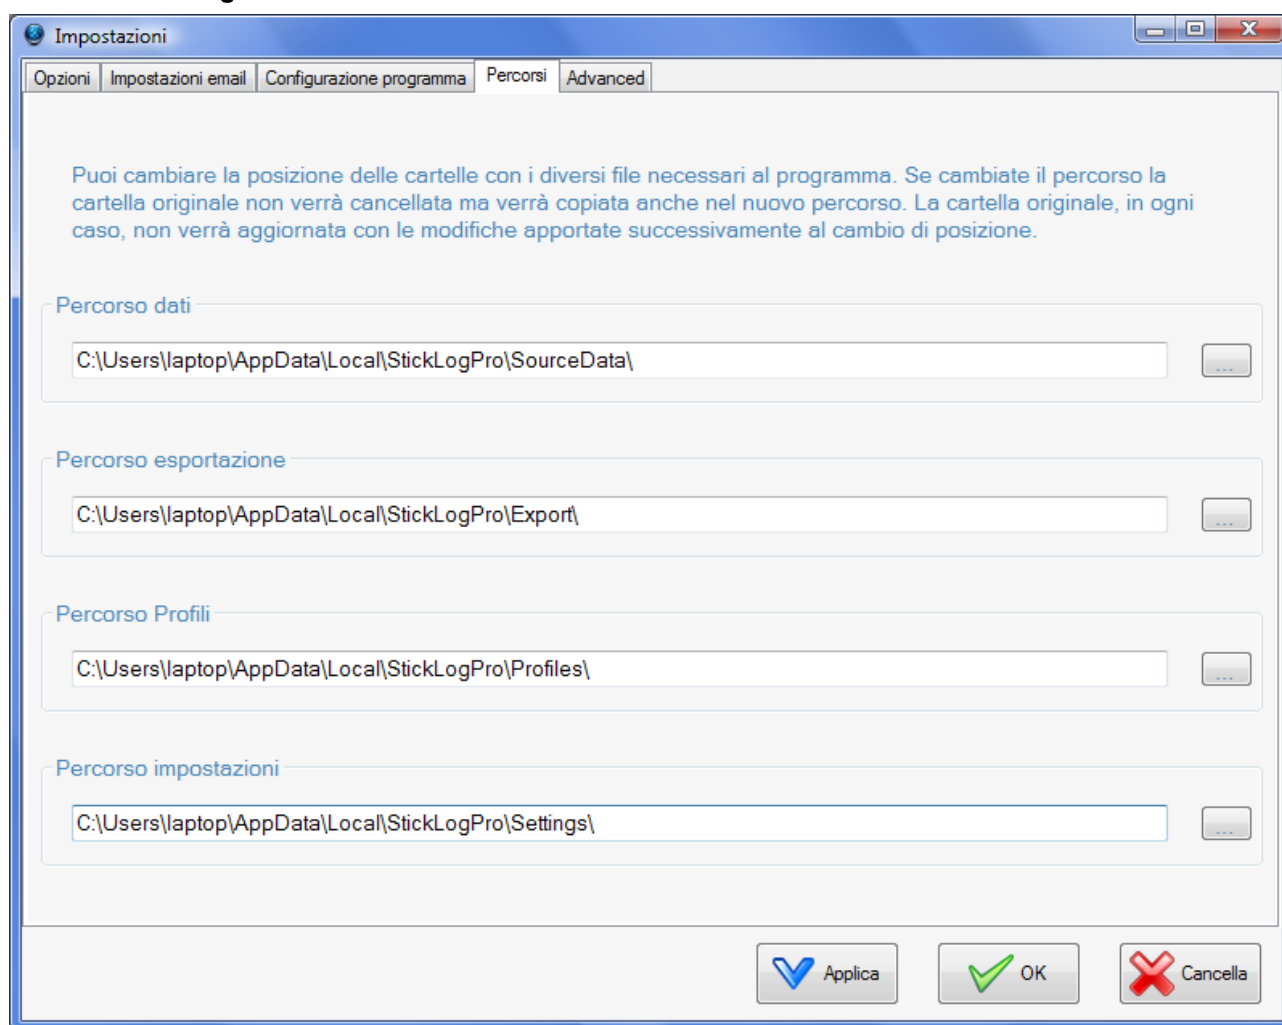 Impostazioni
Opzioni Impostazioni email Configurazione programma Percorsi Advanced
Puoi cambiare la posizione delle cartelle con i diversi file necessari al programma. Se cambiate il percorso la
cartella originale non verrà cancellata ma verrà copiata anche nel nuovo percorso. La cartella originale, in ogni
caso, non verrà aggiornata con le modifiche apportate successivamente al cambio di posizione.
Percorso dati
C:\Users\laptop\AppData\Local\StickLogPro\SourceData\
...
Percorso esportazione
C:\Users\laptop\AppData\Local\StickLogPro\Export\
...
Percorso Profili
C:\Users\laptop\AppData\Local\StickLogPro\Profiles\
...
Percorso impostazioni
C:\Users\laptop\AppData\Local\StickLogPro\Settings\
...
Applica OK Cancella